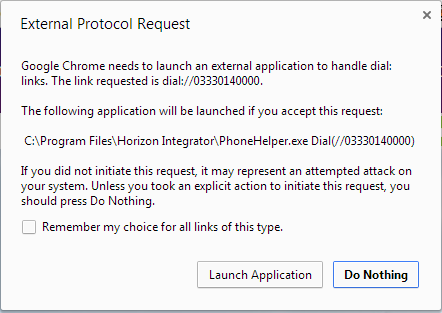 External Protocol Request
Google Chrome needs to launch an external application to handle dial:
links. The link requested is dial://03330140000.
The following application will be launched if you accept this request:
C:\Program Files\Horizon Integrator\PhoneHelper.exe Dial(//03330140000)
If you did not initiate this request, it may represent an attempted attack on
your system. Unless you took an explicit action to initiate this request, you
should press Do Nothing.
Remember my choice for all links of this type.
Launch Application
Do Nothing